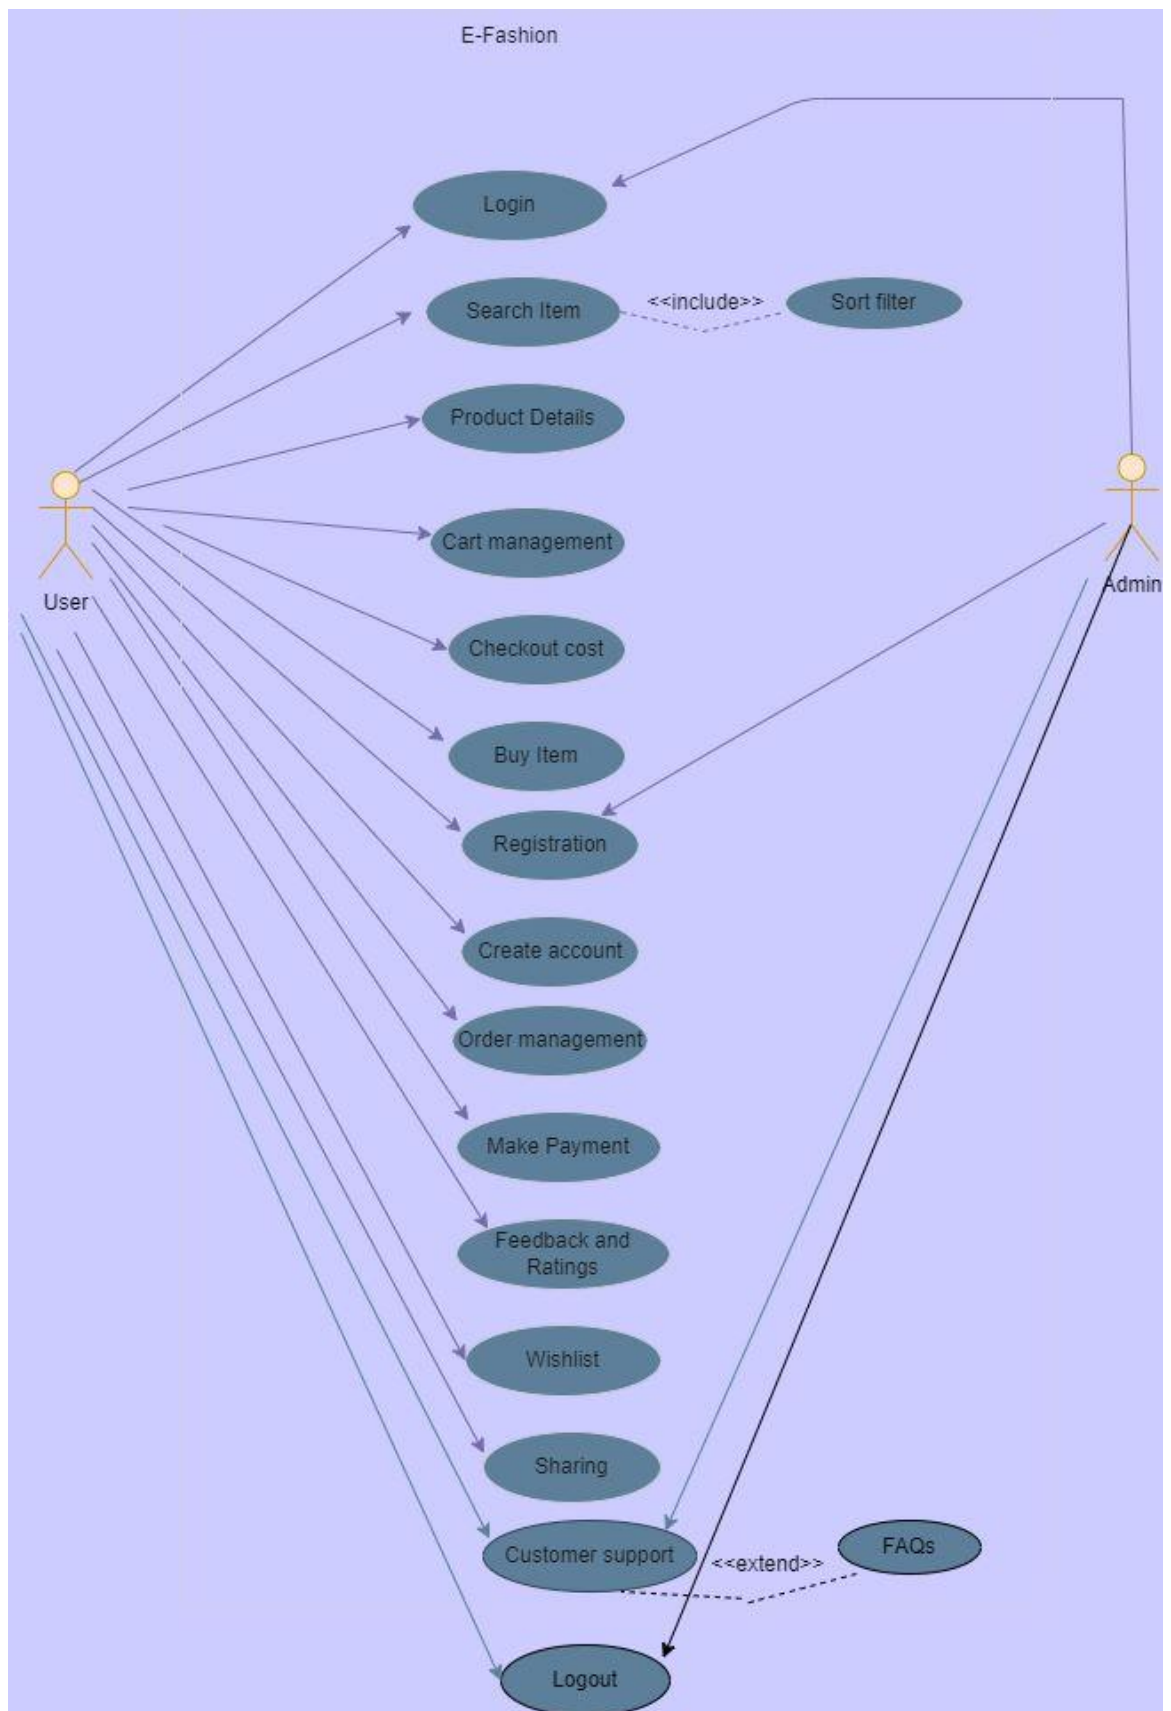 E-Fashion
Login
Search Item
<<include>>
Sort filter
Product Details
Cart management
User
Admin
Checkout cost
Buy Item
Registration
Create account
Order management
Make Payment
Feedback and
Ratings
Wishlist
Sharing
Customer support
<<extend>>
FAQs
Logout